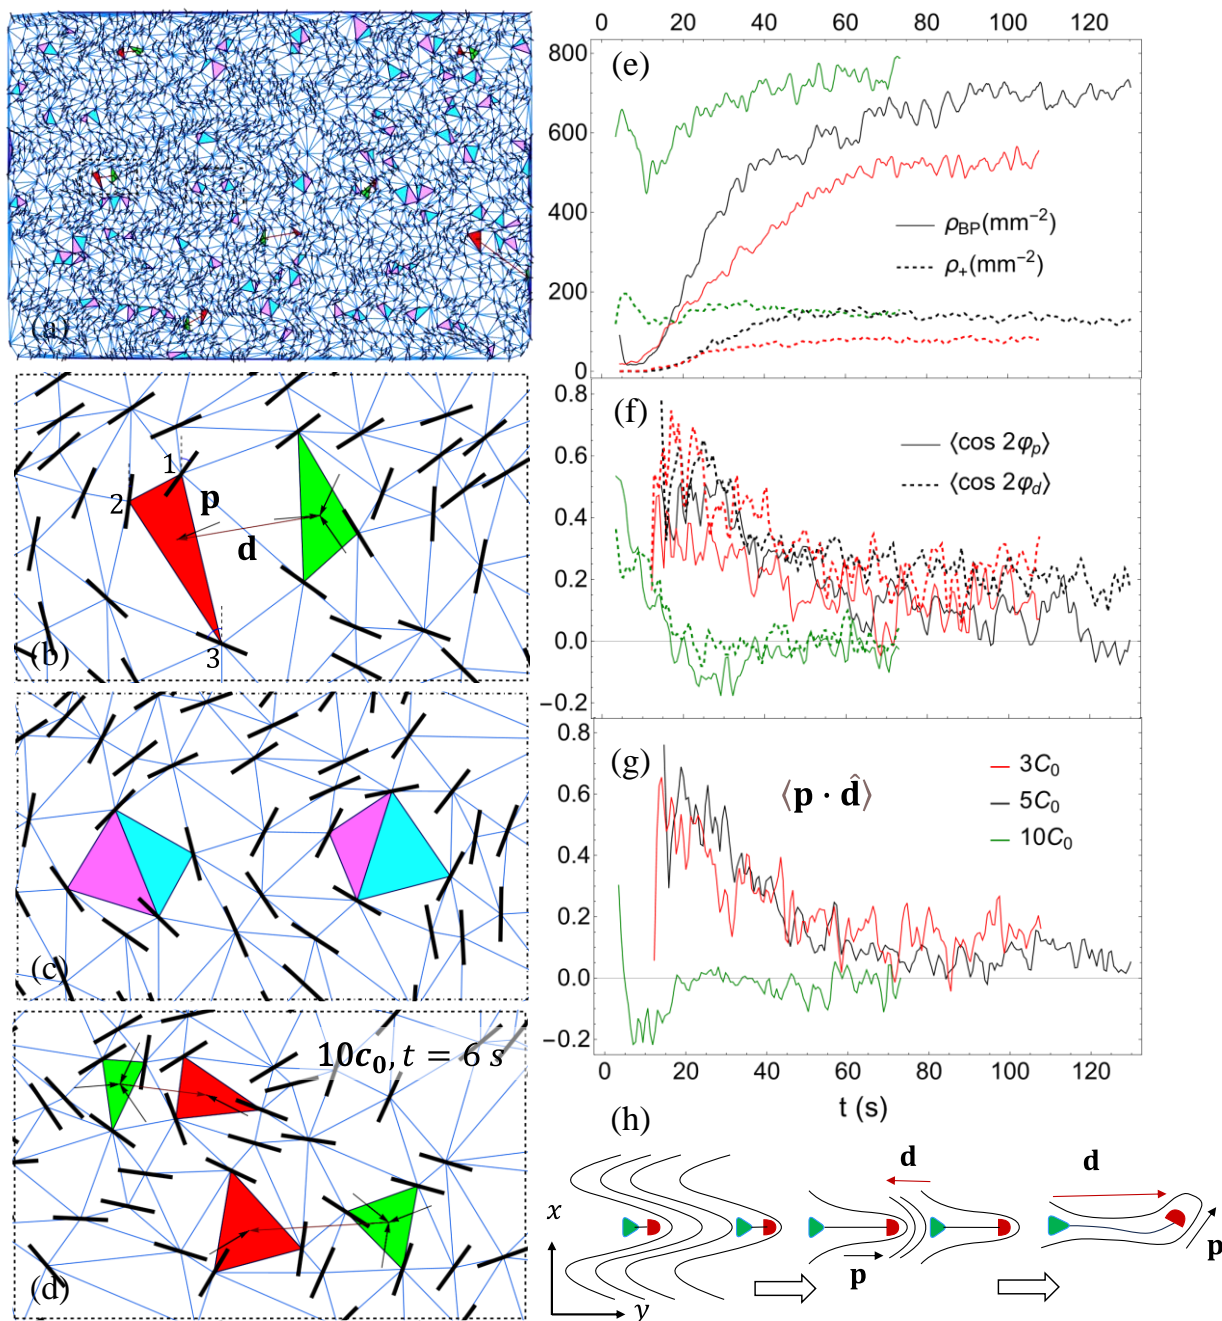 (a)
1
2
p
d
3
(b)
(c)
10c₀, t = 6 s
(d)
0 20 40 60 80 100 120
(e)
800
600
400
200
0
ρ_BP(mm⁻²)
ρ₊(mm⁻²)
(f)
0.8
0.6
0.4
0.2
0.0
−0.2
⟨cos 2φ_p⟩
⟨cos 2φ_d⟩
(g)
0.8
0.6
0.4
0.2
0.0
−0.2
⟨p · d̂⟩
3C₀
5C₀
10C₀
0 20 40 60 80 100 120
t (s)
(h)
x
y
d
p
d
p